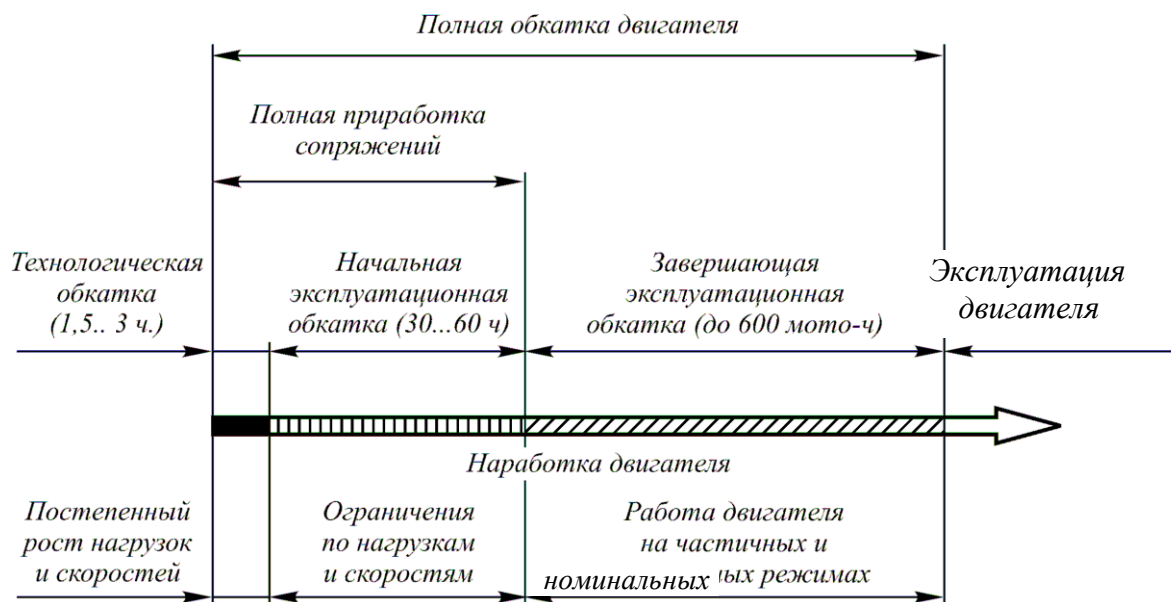 Полная обкатка двигателя
Полная приработка
сопряжений
Технологическая
обкатка
(1,5.. 3 ч.)
Начальная
эксплуатационная
обкатка (30...60 ч)
Завершающая
эксплуатационная
обкатка (до 600 мото-ч)
Эксплуатация
двигателя
Наработка двигателя
Постепенный
рост нагрузок
и скоростей
Ограничения
по нагрузкам
и скоростям
Работа двигателя
на частичных и
номинальных ых режимах